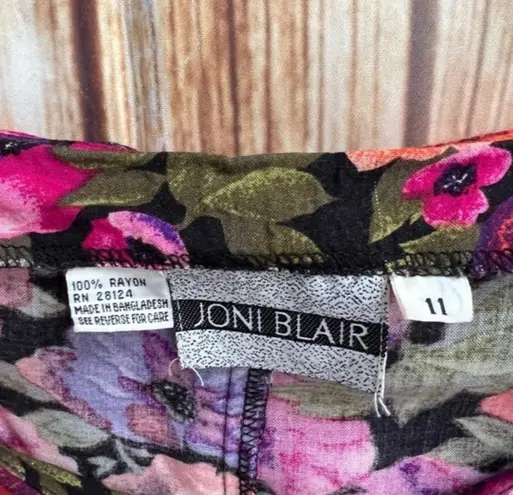 100% RAYON
RN 28124
MADE IN BANGLADESH
SEE REVERSE FOR CARE
JONI BLAIR
11